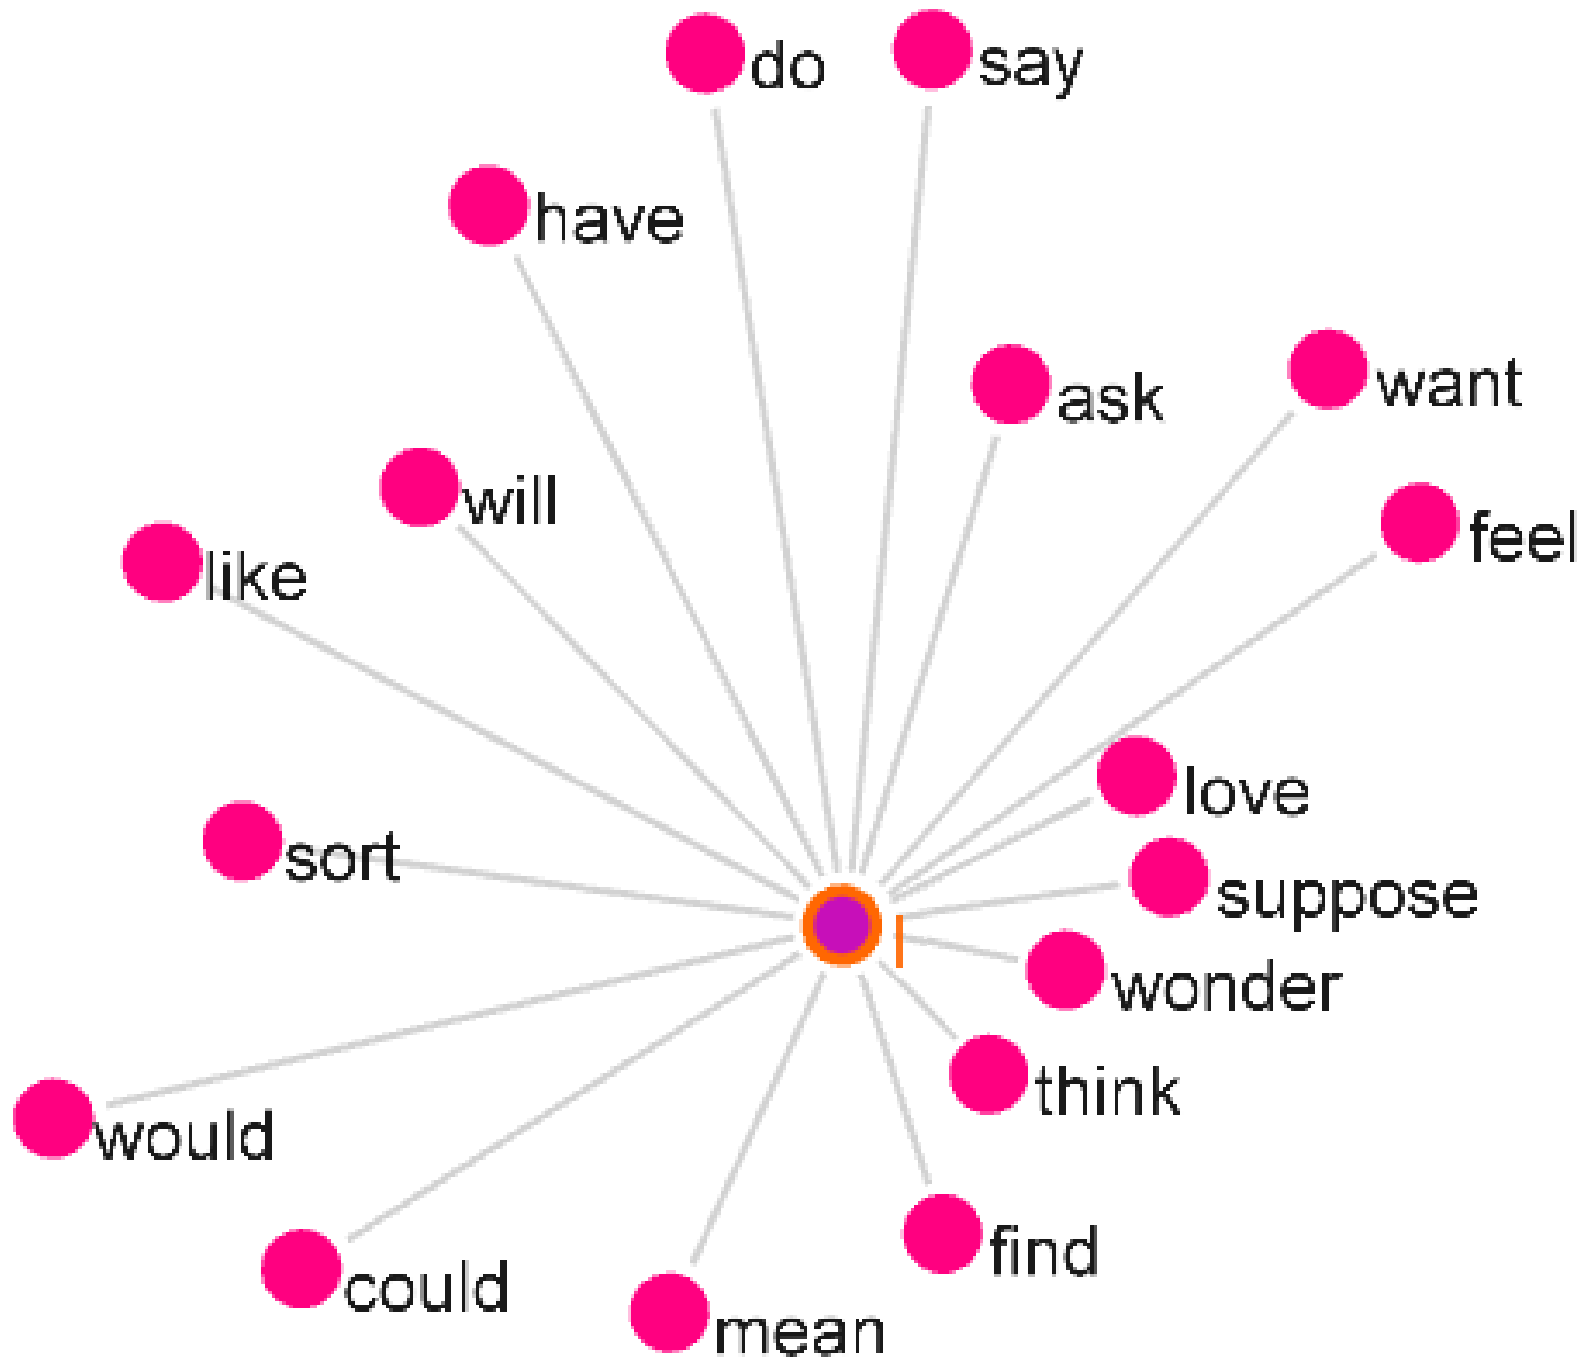 do
say
have
ask
want
will
feel
like
love
sort
suppose
I
wonder
think
would
find
could
mean